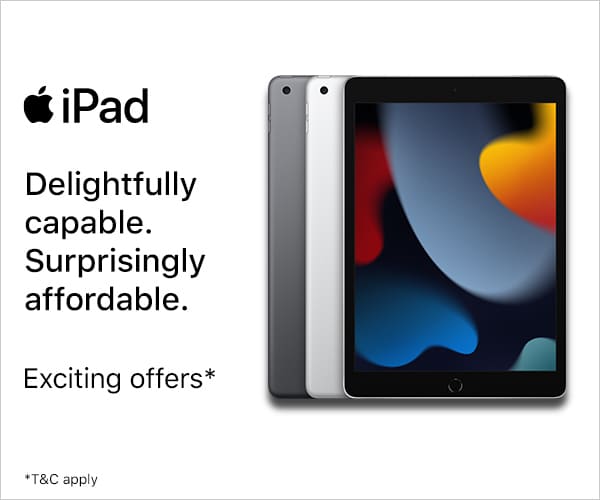 iPad
Delightfully
capable.
Surprisingly
affordable.
Exciting offers*
*T&C apply